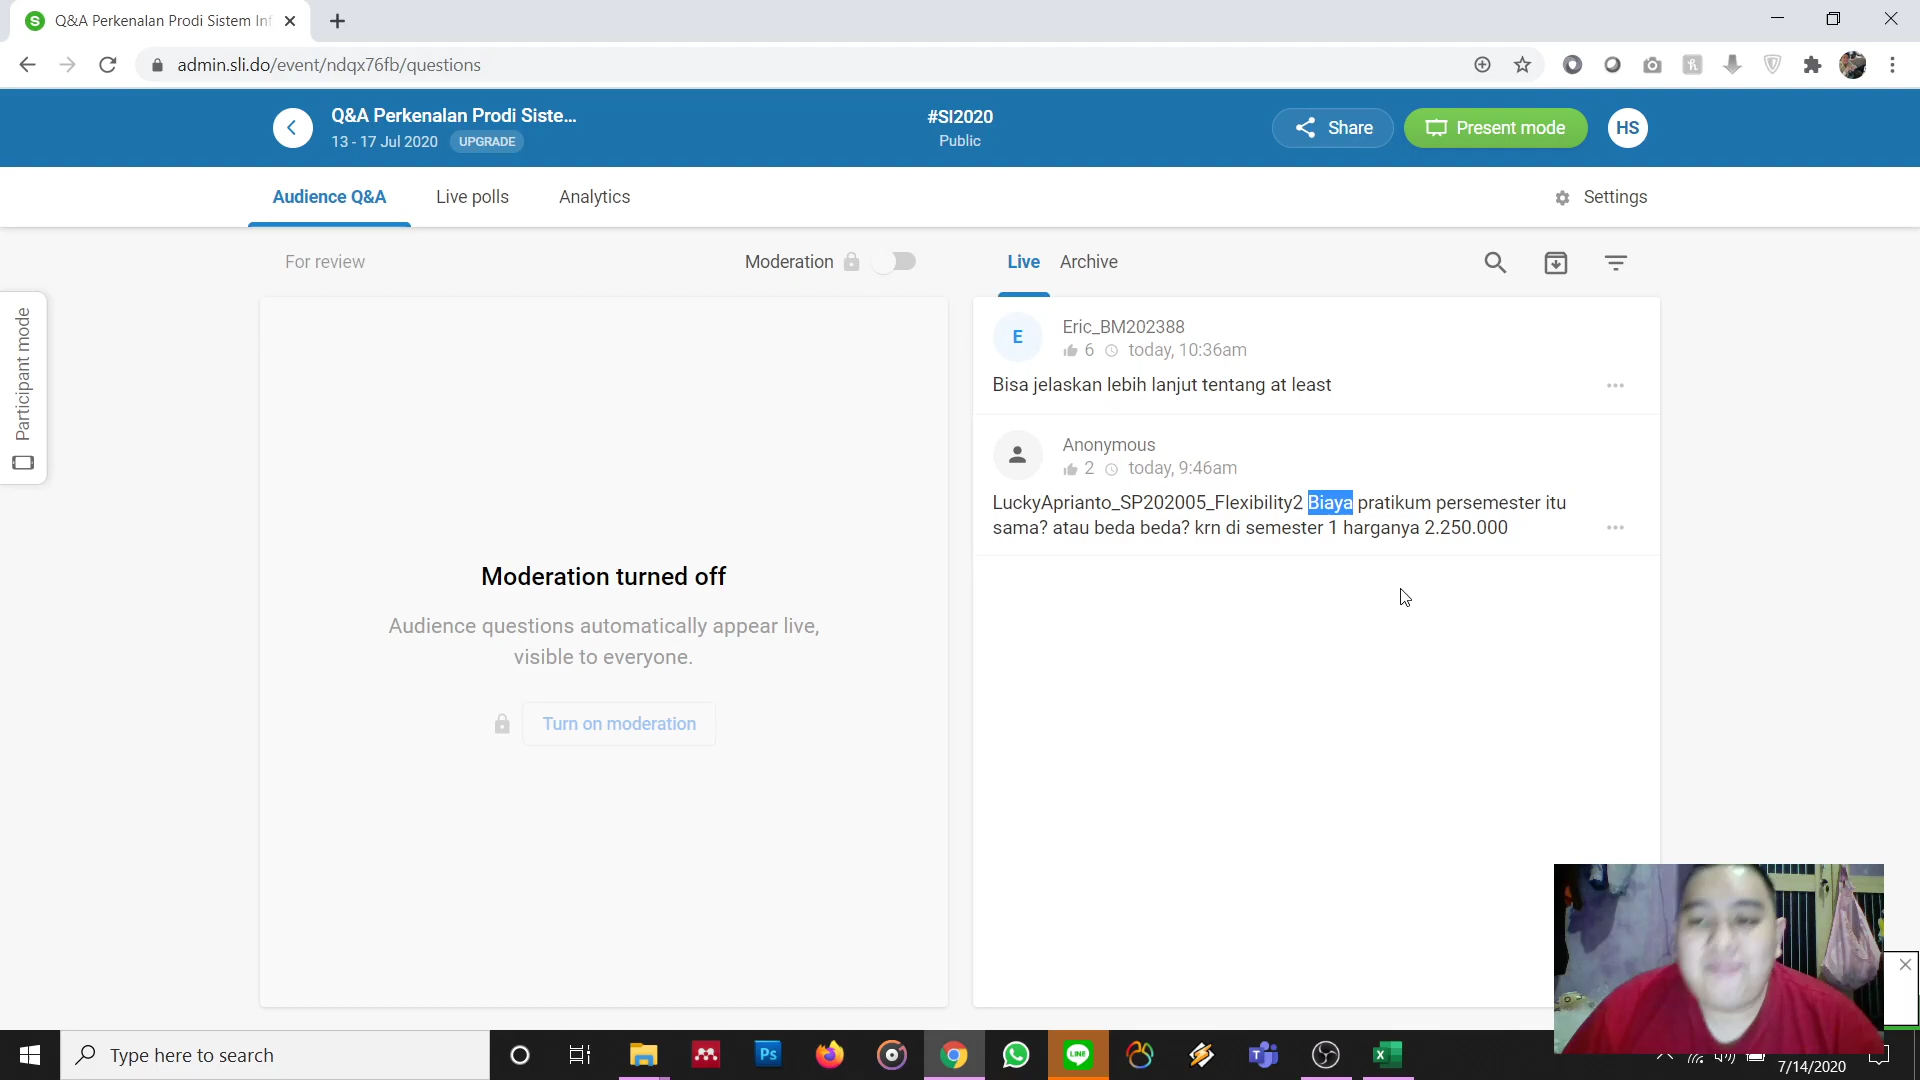 Q&A Perkenalan Prodi Sistem Inf
admin.sli.do/event/ndqx76fb/questions
Q&A Perkenalan Prodi Siste...
13 - 17 Jul 2020 UPGRADE
#SI2020
Public
Share
Present mode
HS
Audience Q&A
Live polls
Analytics
Settings
Participant mode
For review
Moderation
Moderation turned off
Audience questions automatically appear live,
visible to everyone.
Turn on moderation
Live Archive
E
Eric_BM202388
6 today, 10:36am
Bisa jelaskan lebih lanjut tentang at least
Anonymous
2 today, 9:46am
LuckyAprianto_SP202005_Flexibility2 Biaya pratikum persemester itu
sama? atau beda beda? krn di semester 1 harganya 2.250.000
Type here to search
Ps
LINE
7/14/2020